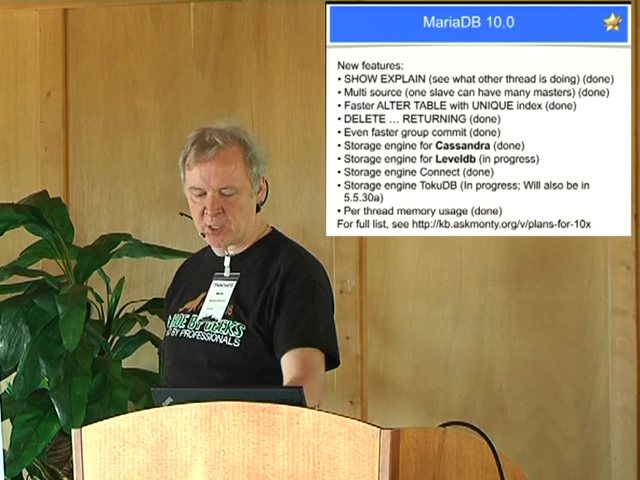 MariaDB 10.0
New features:
• SHOW EXPLAIN (see what other thread is doing) (done)
• Multi source (one slave can have many masters) (done)
• Faster ALTER TABLE with UNIQUE index (done)
• DELETE ... RETURNING (done)
• Even faster group commit (done)
• Storage engine for Cassandra (done)
• Storage engine for Leveldb (in progress)
• Storage engine Connect (done)
• Storage engine TokuDB (In progress; Will also be in
5.5.30a)
• Per thread memory usage (done)
For full list, see http://kb.askmonty.org/v/plans-for-10x
BY GEEKS
BY PROFESSIONALS